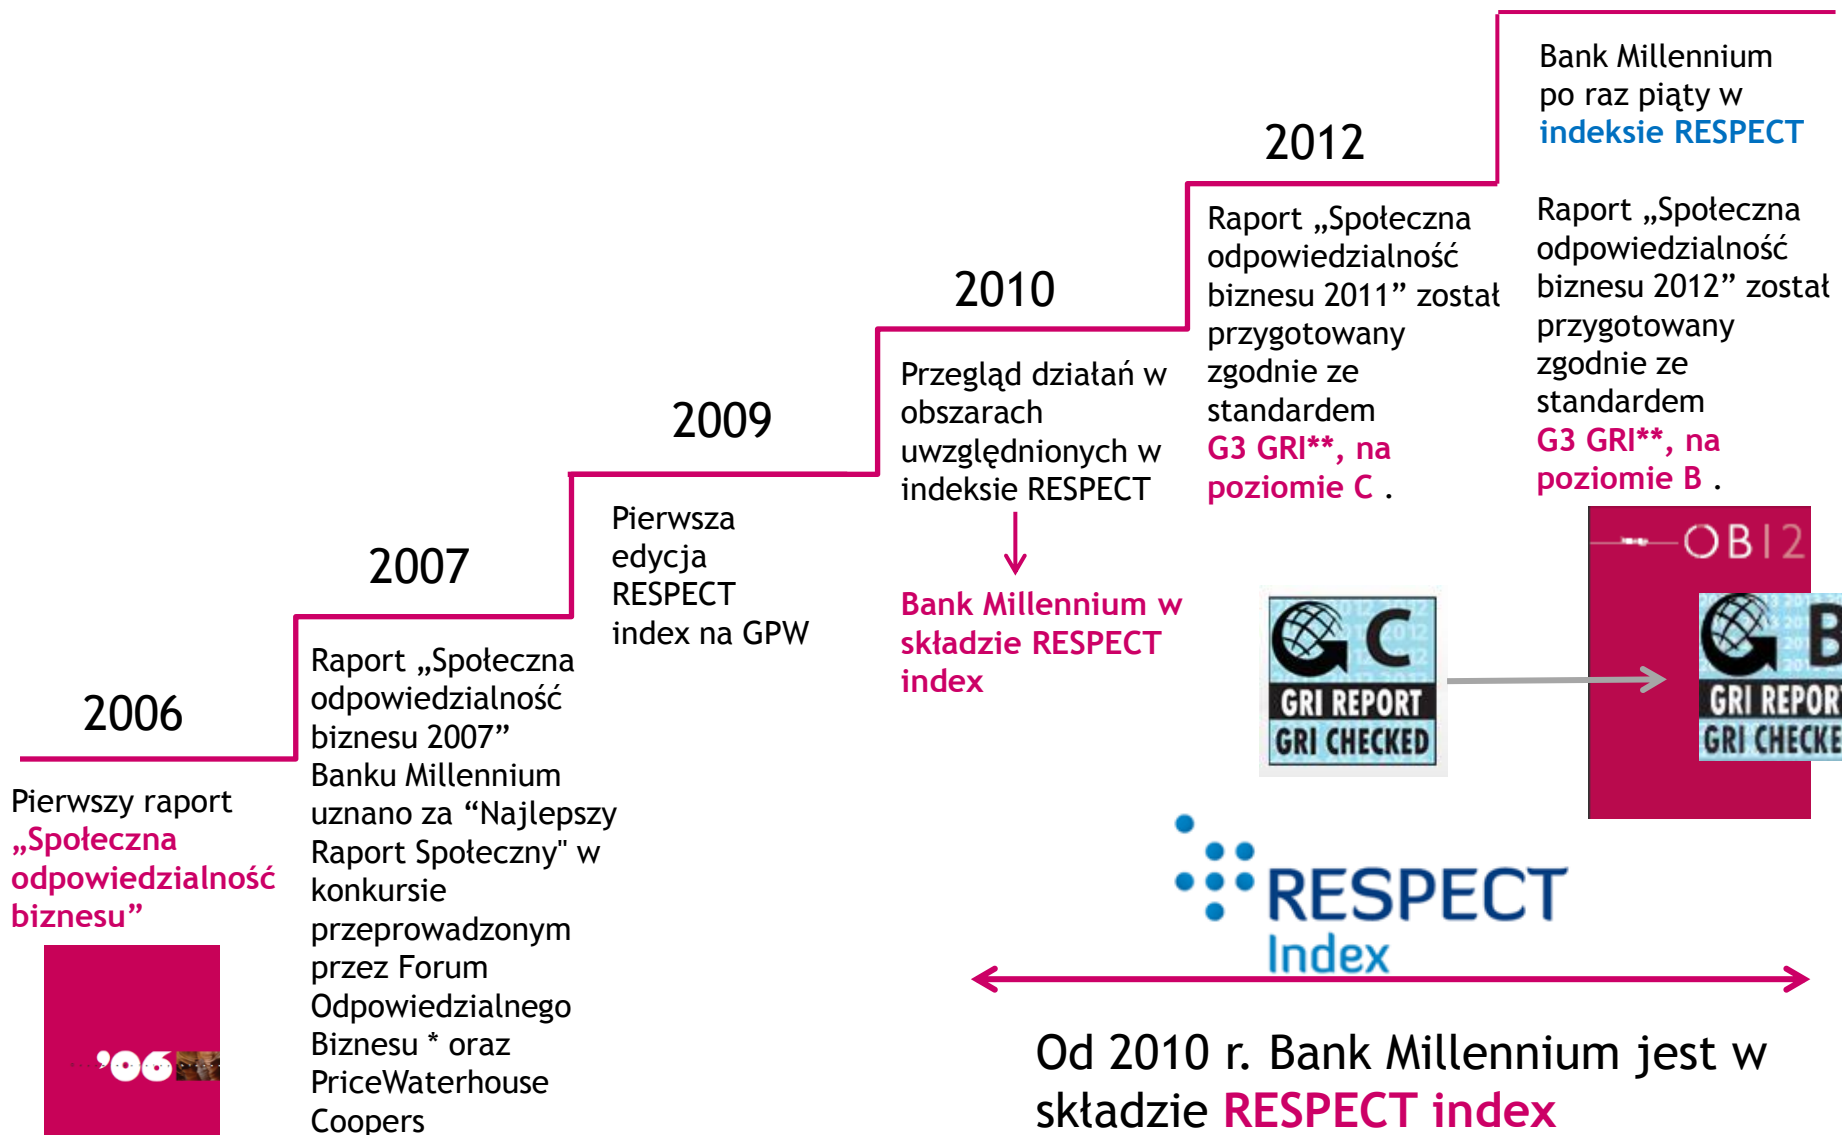 2006
Pierwszy raport
„Społeczna
odpowiedzialność
biznesu”
’06
2007
Raport „Społeczna
odpowiedzialność
biznesu 2007”
Banku Millennium
uznano za “Najlepszy
Raport Społeczny" w
konkursie
przeprowadzonym
przez Forum
Odpowiedzialnego
Biznesu * oraz
PriceWaterhouse
Coopers
2009
Pierwsza
edycja
RESPECT
index na GPW
2010
Przegląd działań w
obszarach
uwzględnionych w
indeksie RESPECT
Bank Millennium w
składzie RESPECT
index
2012
Raport „Społeczna
odpowiedzialność
biznesu 2011” został
przygotowany
zgodnie ze
standardem
G3 GRI**, na
poziomie C .
C
GRI REPORT
GRI CHECKED
Bank Millennium
po raz piąty w
indeksie RESPECT
Raport „Społeczna
odpowiedzialność
biznesu 2012” został
przygotowany
zgodnie ze
standardem
G3 GRI**, na
poziomie B .
OB12
B
GRI REPORT
GRI CHECKE
RESPECT
Index
Od 2010 r. Bank Millennium jest w
składzie RESPECT index